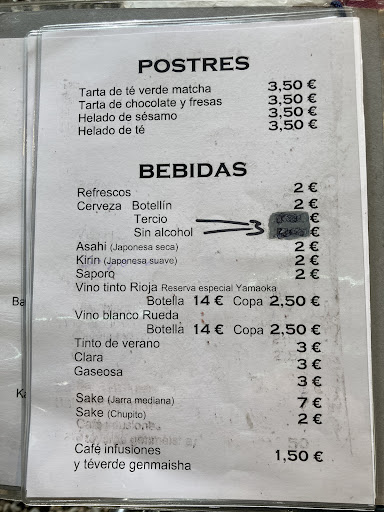 POSTRES
Tarta de té verde matcha 3,50 €
Tarta de chocolate y fresas 3,50 €
Helado de sésamo 3,50 €
Helado de té 3,50 €
BEBIDAS
Refrescos 2 €
Cerveza Botellín 2 €
Tercio €
Sin alcohol 3 €
Asahi (Japonesa seca) 2 €
Kirin (Japonesa suave) 2 €
Saporo 2 €
Vino tinto Rioja Reserva especial Yamaoka
Botella 14 € Copa 2,50 €
Vino blanco Rueda
Botella 14 € Copa 2,50 €
Tinto de verano 3 €
Clara 3 €
Gaseosa 3 €
3 €
Sake (Jarra mediana) 7 €
Sake (Chupito) 2 €
Café infusiones
y téverde genmaisha 1,50 €